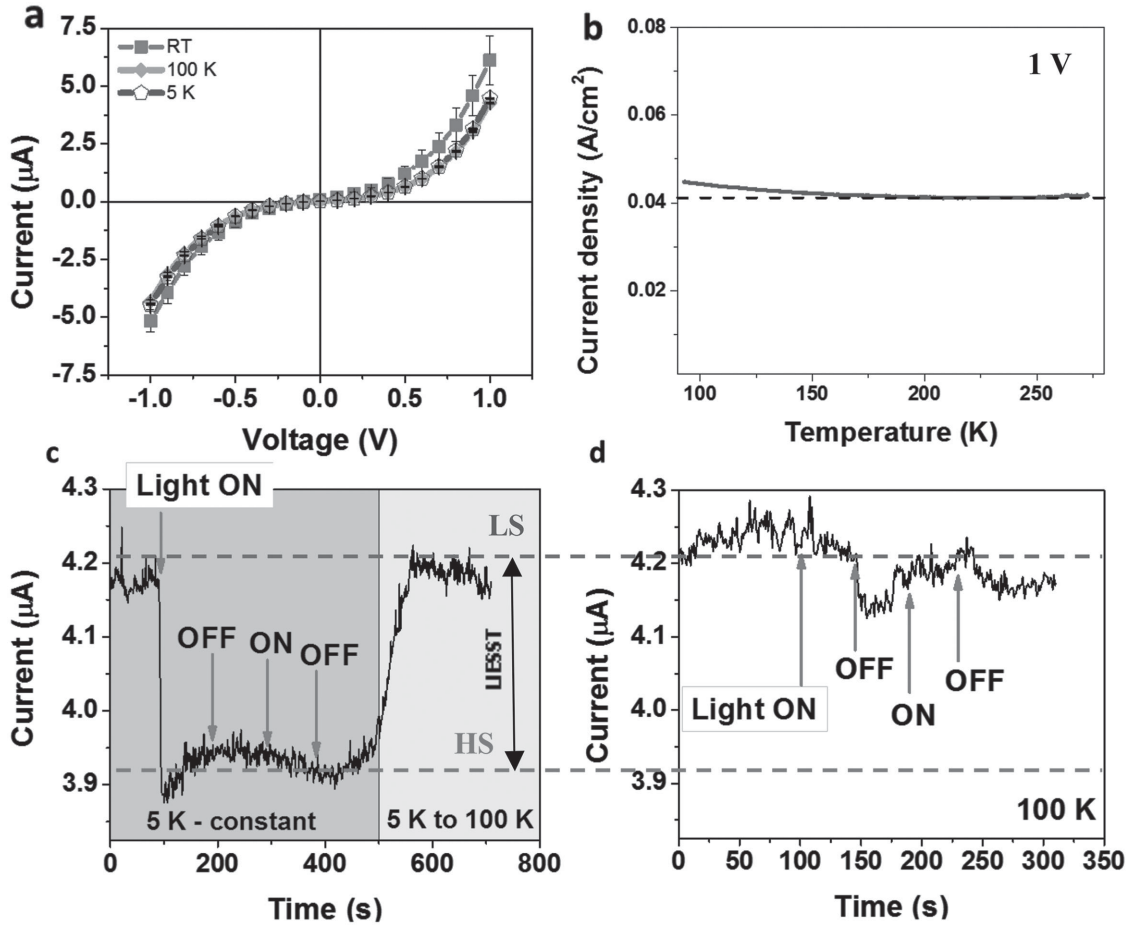 a
7.5
5.0
2.5
0.0
-2.5
-5.0
-7.5
Current (μA)
RT
100 K
5 K
-1.0 -0.5 0.0 0.5 1.0
Voltage (V)
b
0.08
0.06
0.04
0.02
Current density (A/cm²)
1 V
100 150 200 250
Temperature (K)
c
4.3
4.2
4.1
4.0
3.9
Current (μA)
Light ON
OFF
ON
OFF
LS
LIESST
HS
5 K - constant
5 K to 100 K
0 200 400 600 800
Time (s)
d
4.3
4.2
4.1
4.0
3.9
Current (μA)
Light ON
OFF
ON
OFF
100 K
0 50 100 150 200 250 300 350
Time (s)